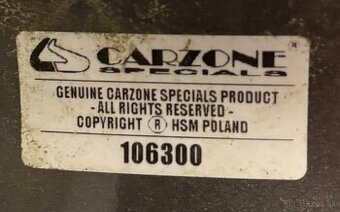 CARZONE ®
SPECIALS
GENUINE CARZONE SPECIALS PRODUCT
-ALL RIGHTS RESERVED-
COPYRIGHT ® HSM POLAND
106300